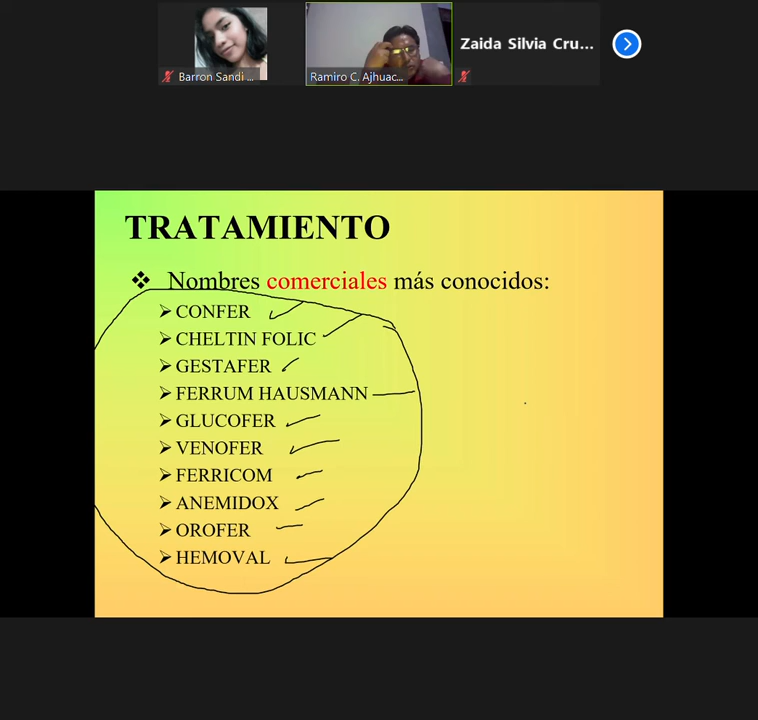 Barron Sandi ...
Ramiro C. Ajhuac...
Zaida Silvia Cru...
TRATAMIENTO
❖ Nombres comerciales más conocidos:
➢ CONFER
➢ CHELTIN FOLIC
➢ GESTAFER
➢ FERRUM HAUSMANN
➢ GLUCOFER
➢ VENOFER
➢ FERRICOM
➢ ANEMIDOX
➢ OROFER
➢ HEMOVAL